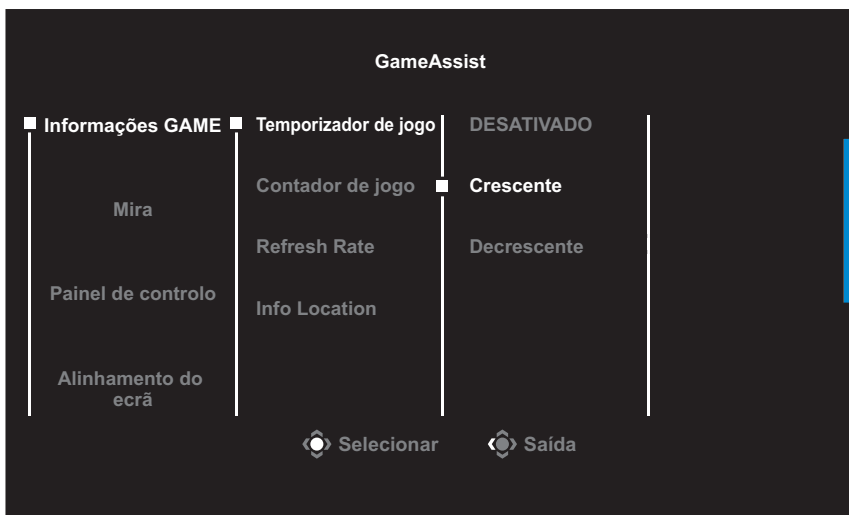 GameAssist
Informações GAME
Temporizador de jogo
DESATIVADO
Contador de jogo
Crescente
Mira
Refresh Rate
Decrescente
Painel de controlo
Info Location
Alinhamento do
ecrã
Selecionar
Saída